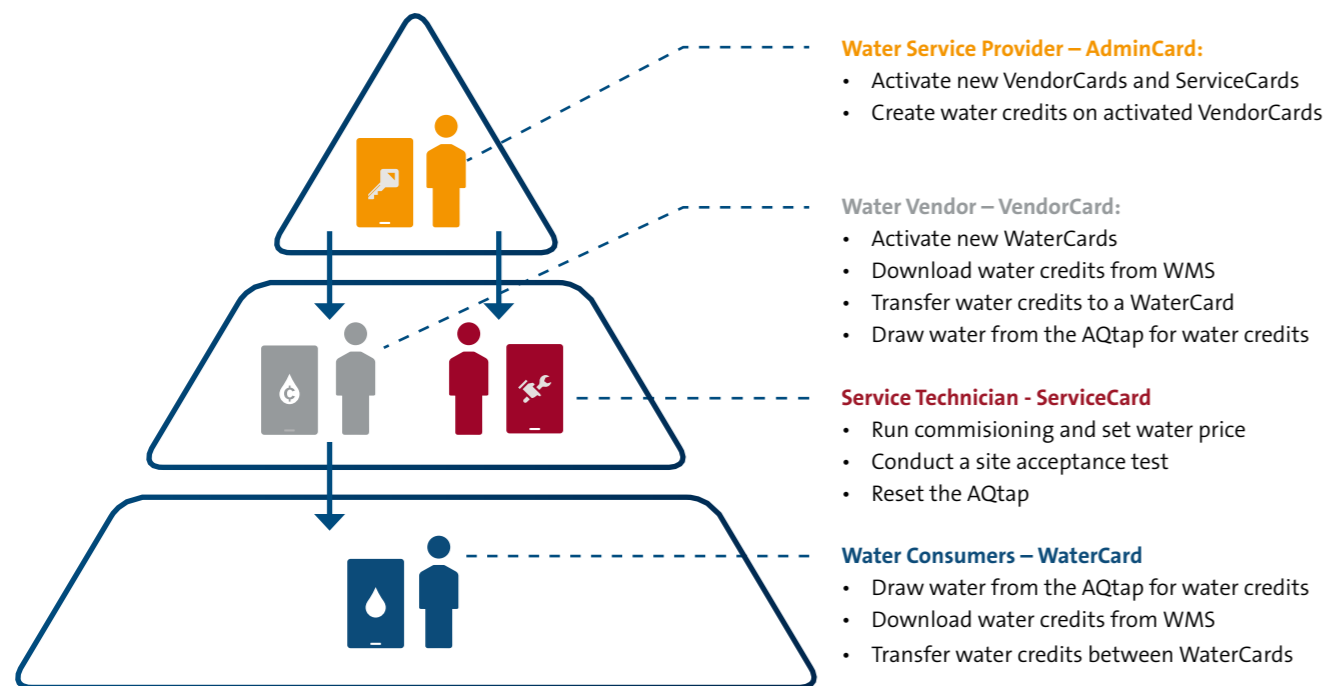 Water Service Provider – AdminCard:
• Activate new VendorCards and ServiceCards
• Create water credits on activated VendorCards
Water Vendor – VendorCard:
• Activate new WaterCards
• Download water credits from WMS
• Transfer water credits to a WaterCard
• Draw water from the AQtap for water credits
Service Technician - ServiceCard
• Run commisioning and set water price
• Conduct a site acceptance test
• Reset the AQtap
Water Consumers – WaterCard
• Draw water from the AQtap for water credits
• Download water credits from WMS
• Transfer water credits between WaterCards